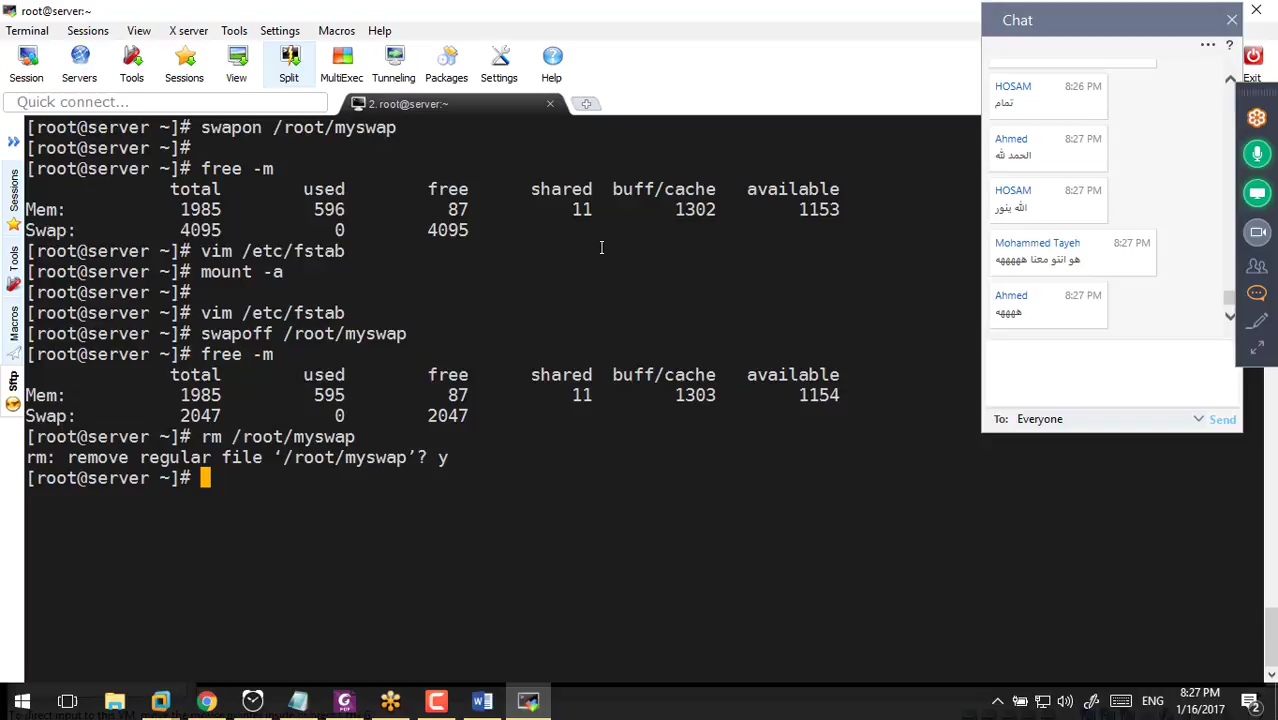 root@server:~
Terminal Sessions View X server Tools Settings Macros Help
Session Servers Tools Sessions View Split MultiExec Tunneling Packages Settings Help Exit
Quick connect...
2. root@server:~
[root@server ~]# swapon /root/myswap
[root@server ~]#
[root@server ~]# free -m
total used free shared buff/cache available
Mem: 1985 596 87 11 1302 1153
Swap: 4095 0 4095
[root@server ~]# vim /etc/fstab
[root@server ~]# mount -a
[root@server ~]#
[root@server ~]# vim /etc/fstab
[root@server ~]# swapoff /root/myswap
[root@server ~]# free -m
total used free shared buff/cache available
Mem: 1985 595 87 11 1303 1154
Swap: 2047 0 2047
[root@server ~]# rm /root/myswap
rm: remove regular file ‘/root/myswap’? y
[root@server ~]#
Sessions
Tools
Macros
Sftp
Chat
HOSAM 8:26 PM
تمام
Ahmed 8:27 PM
الحمد لله
HOSAM 8:27 PM
الله ينور
Mohammed Tayeh 8:27 PM
هو انتو معنا هههههه
Ahmed 8:27 PM
هههههه
To: Everyone Send
ENG
8:27 PM
1/16/2017
2